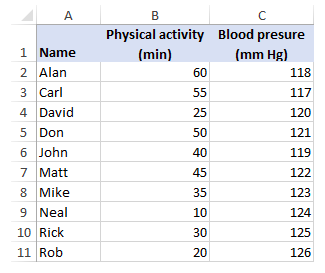 A B C
Physical activity Blood presure
1 Name (min) (mm Hg)
2 Alan 60 118
3 Carl 55 117
4 David 25 120
5 Don 50 121
6 John 40 119
7 Matt 45 122
8 Mike 35 123
9 Neal 10 124
10 Rick 30 125
11 Rob 20 126